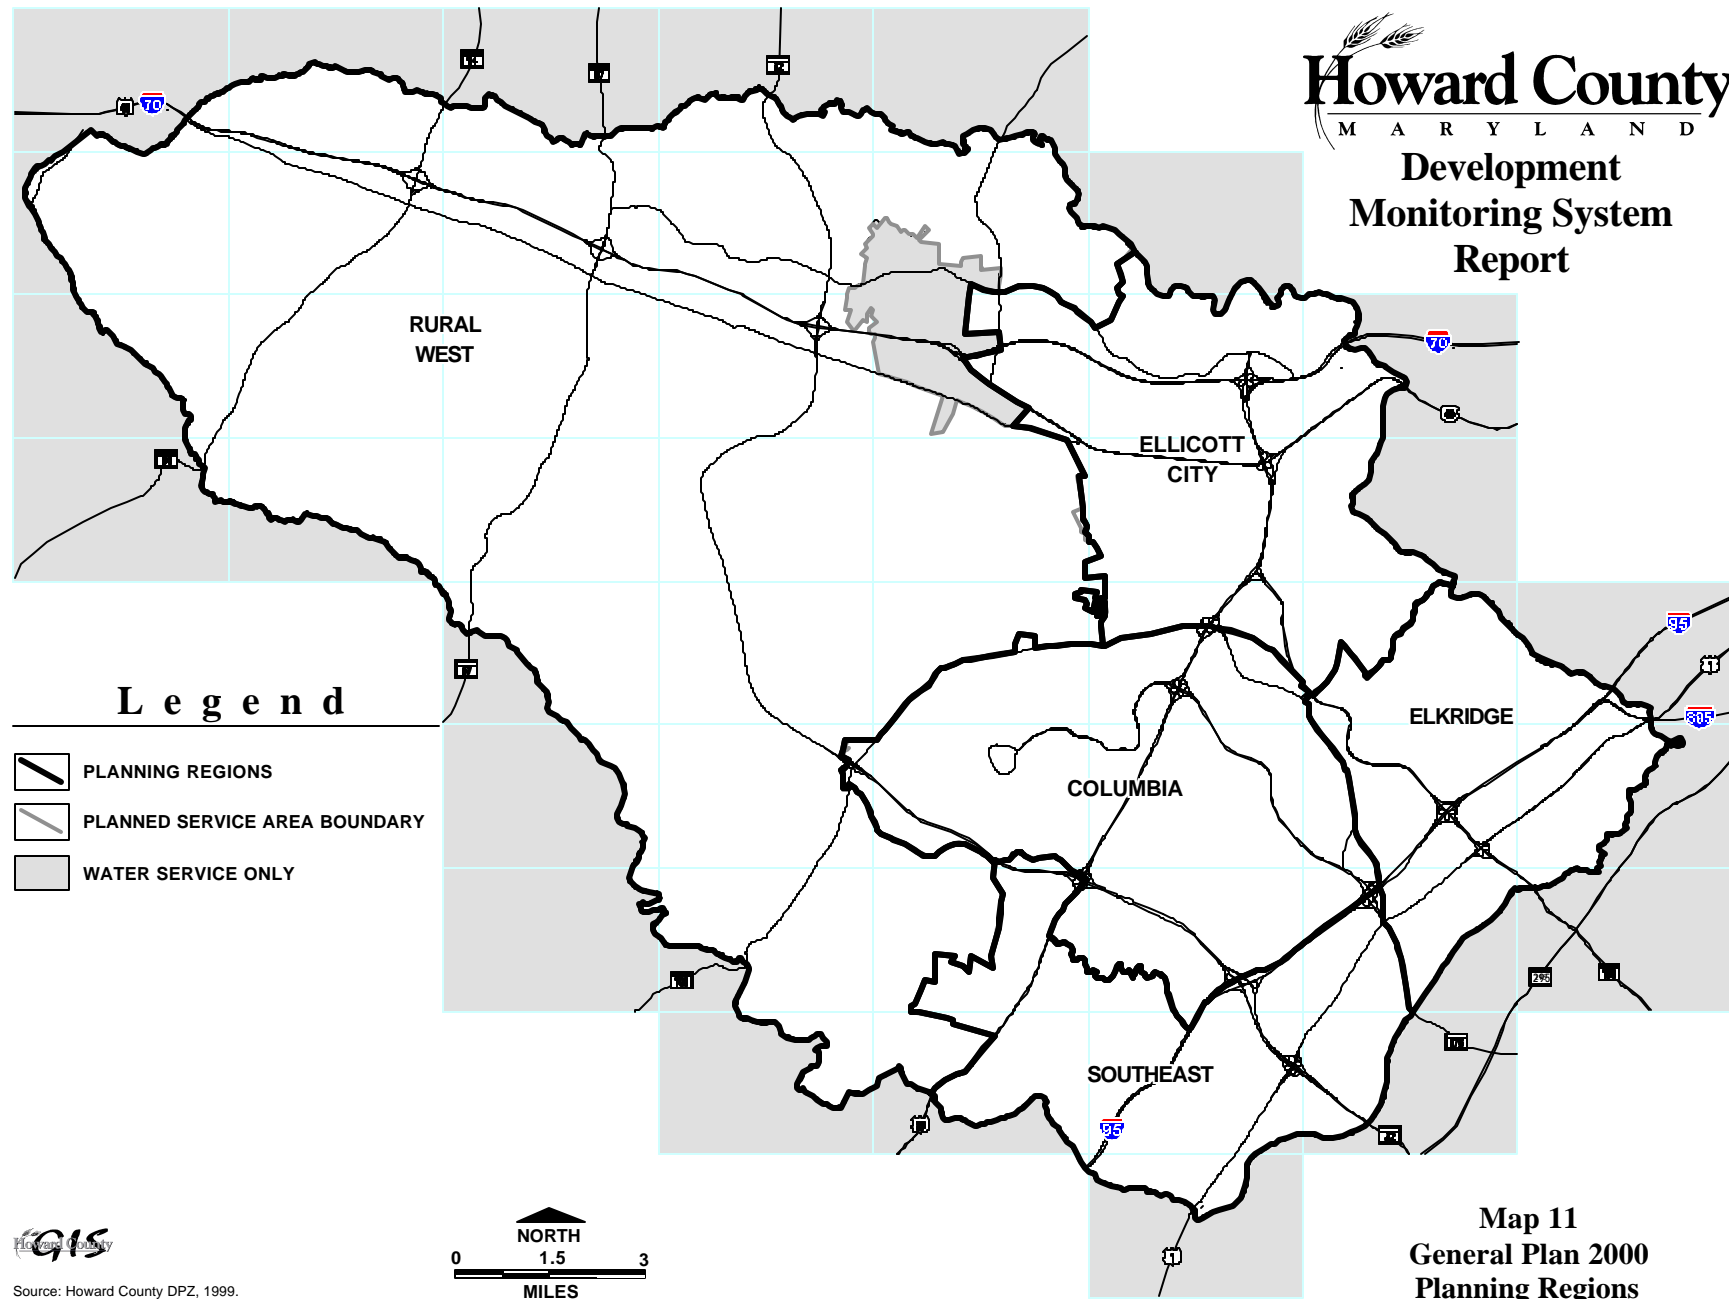 Howard County
MARYLAND
Development
Monitoring System
Report
70
RURAL
WEST
70
ELLICOTT
CITY
95
1
Legend
ELKRIDGE
PLANNING REGIONS
COLUMBIA
PLANNED SERVICE AREA BOUNDARY
WATER SERVICE ONLY
295
SOUTHEAST
95
1
GIS
Howard County
NORTH
0 1.5 3
MILES
Source: Howard County DPZ, 1999.
Map 11
General Plan 2000
Planning Regions